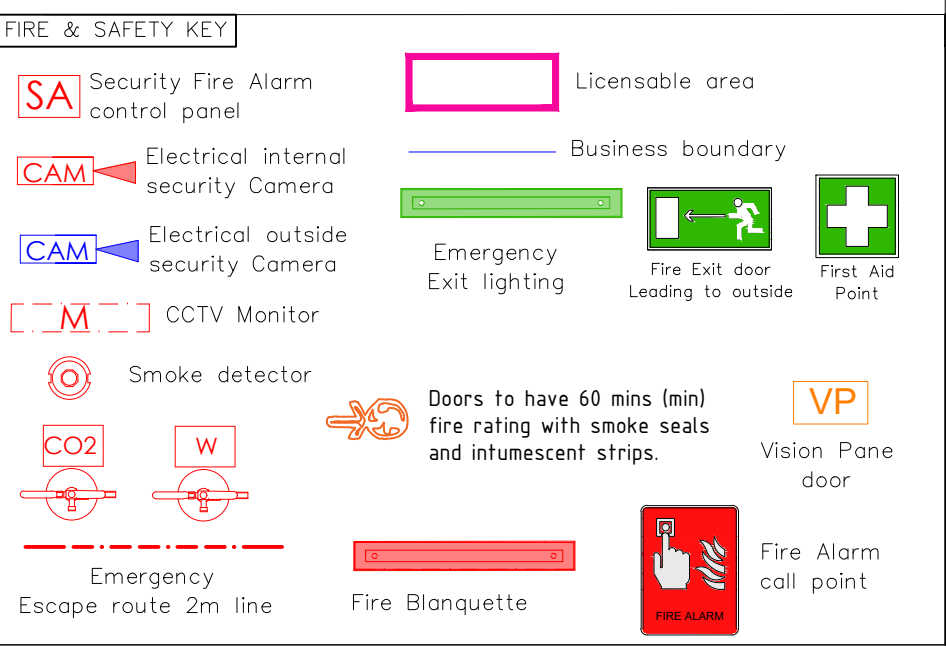 FIRE & SAFETY KEY
SA
Security Fire Alarm
control panel
CAM
Electrical internal
security Camera
CAM
Electrical outside
security Camera
M
CCTV Monitor
Smoke detector
CO2
W
Emergency
Escape route 2m line
Licensable area
Business boundary
Emergency
Exit lighting
Fire Exit door
Leading to outside
First Aid
Point
Doors to have 60 mins (min)
fire rating with smoke seals
and intumescent strips.
VP
Vision Pane
door
Fire Blanquette
FIRE ALARM
Fire Alarm
call point